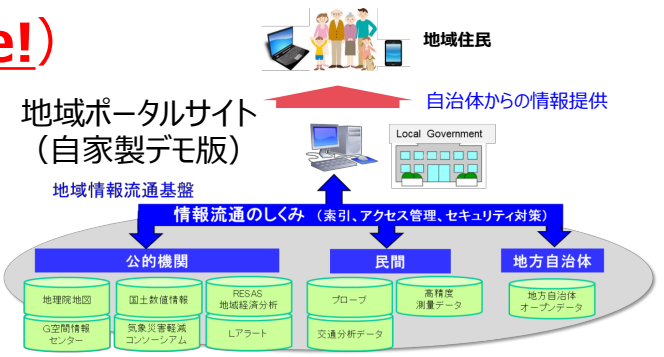 e!)
地域住民
地域ポータルサイト
（自家製デモ版）
自治体からの情報提供
Local Government
地域情報流通基盤
情報流通のしくみ （索引、アクセス管理、セキュリティ対策）
公的機関
民間
地方自治体
地理院地図
国土数値情報
RESAS
地域経済分析
プローブ
高精度
測量データ
地方自治体
オープンデータ
G空間情報
センター
気象災害軽減
コンソーシアム
Lアラート
交通分析データ